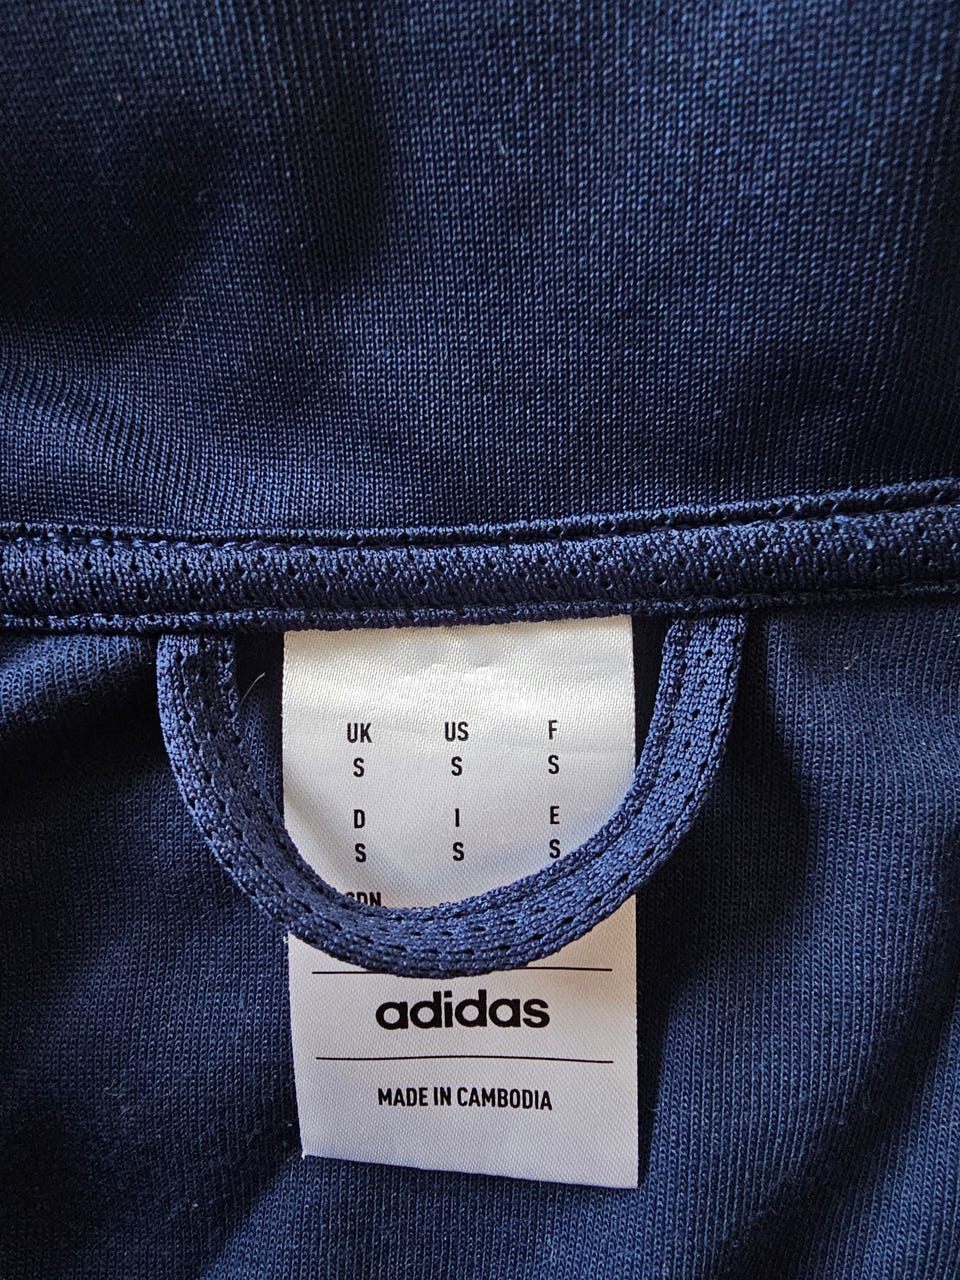 UK US F
S S S
D I E
S S S
adidas
MADE IN CAMBODIA